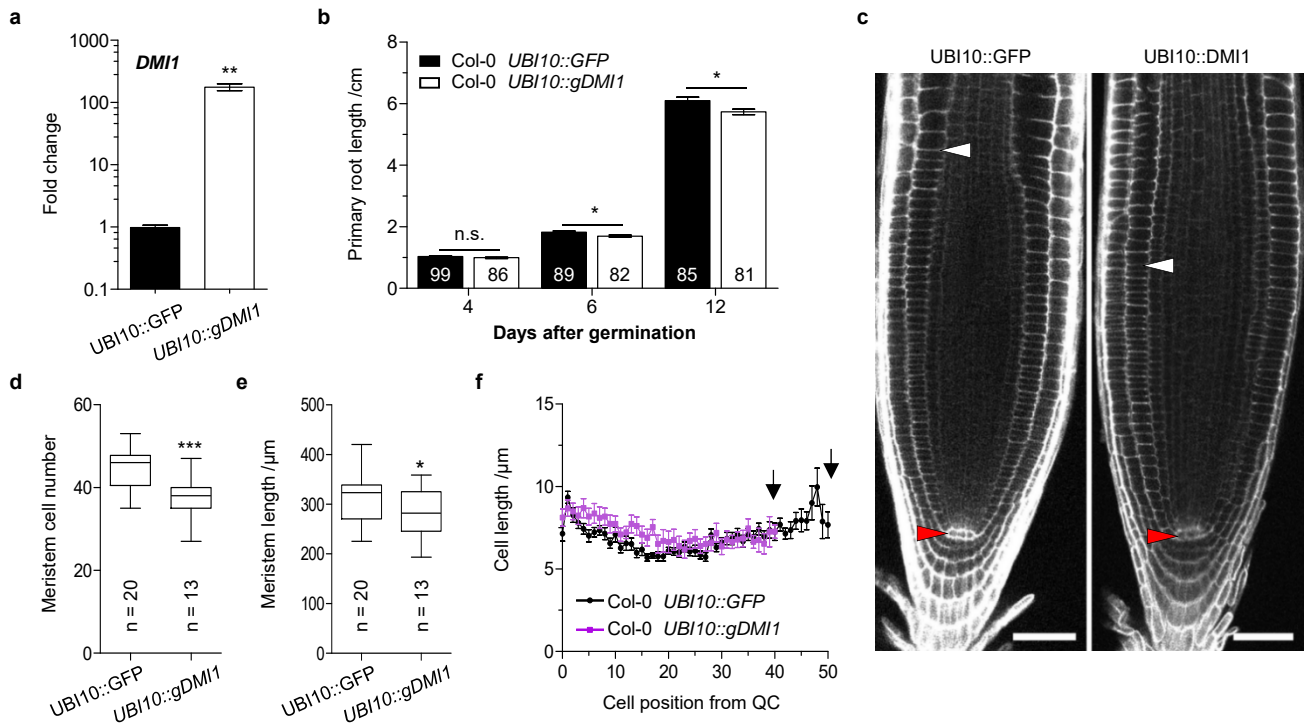 a
DMI1
**
1000
100
10
1
0.1
Fold change
UBI10::GFP
UBI10::gDMI1
b
Col-0 UBI10::GFP
Col-0 UBI10::gDMI1
8
6
4
2
0
Primary root length /cm
n.s.
*
*
99
86
89
82
85
81
4
6
12
Days after germination
c
UBI10::GFP
UBI10::DMI1
d
60
40
20
0
Meristem cell number
***
n = 20
n = 13
UBI10::GFP
UBI10::gDMI1
e
500
400
300
200
100
0
Meristem length /µm
*
n = 20
n = 13
UBI10::GFP
UBI10::gDMI1
f
15
10
5
0
Cell length /µm
Col-0 UBI10::GFP
Col-0 UBI10::gDMI1
0
10
20
30
40
50
Cell position from QC